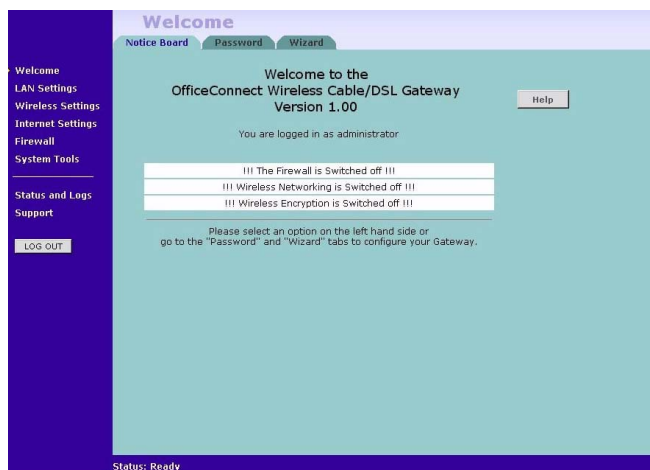 Welcome
Notice Board
Password
Wizard
Welcome
LAN Settings
Wireless Settings
Internet Settings
Firewall
System Tools
Status and Logs
Support
LOG OUT
Welcome to the
OfficeConnect Wireless Cable/DSL Gateway
Version 1.00
Help
You are logged in as administrator
!!! The Firewall is Switched off !!!
!!! Wireless Networking is Switched off !!!
!!! Wireless Encryption is Switched off !!!
Please select an option on the left hand side or
go to the "Password" and "Wizard" tabs to configure your Gateway.
Status: Ready